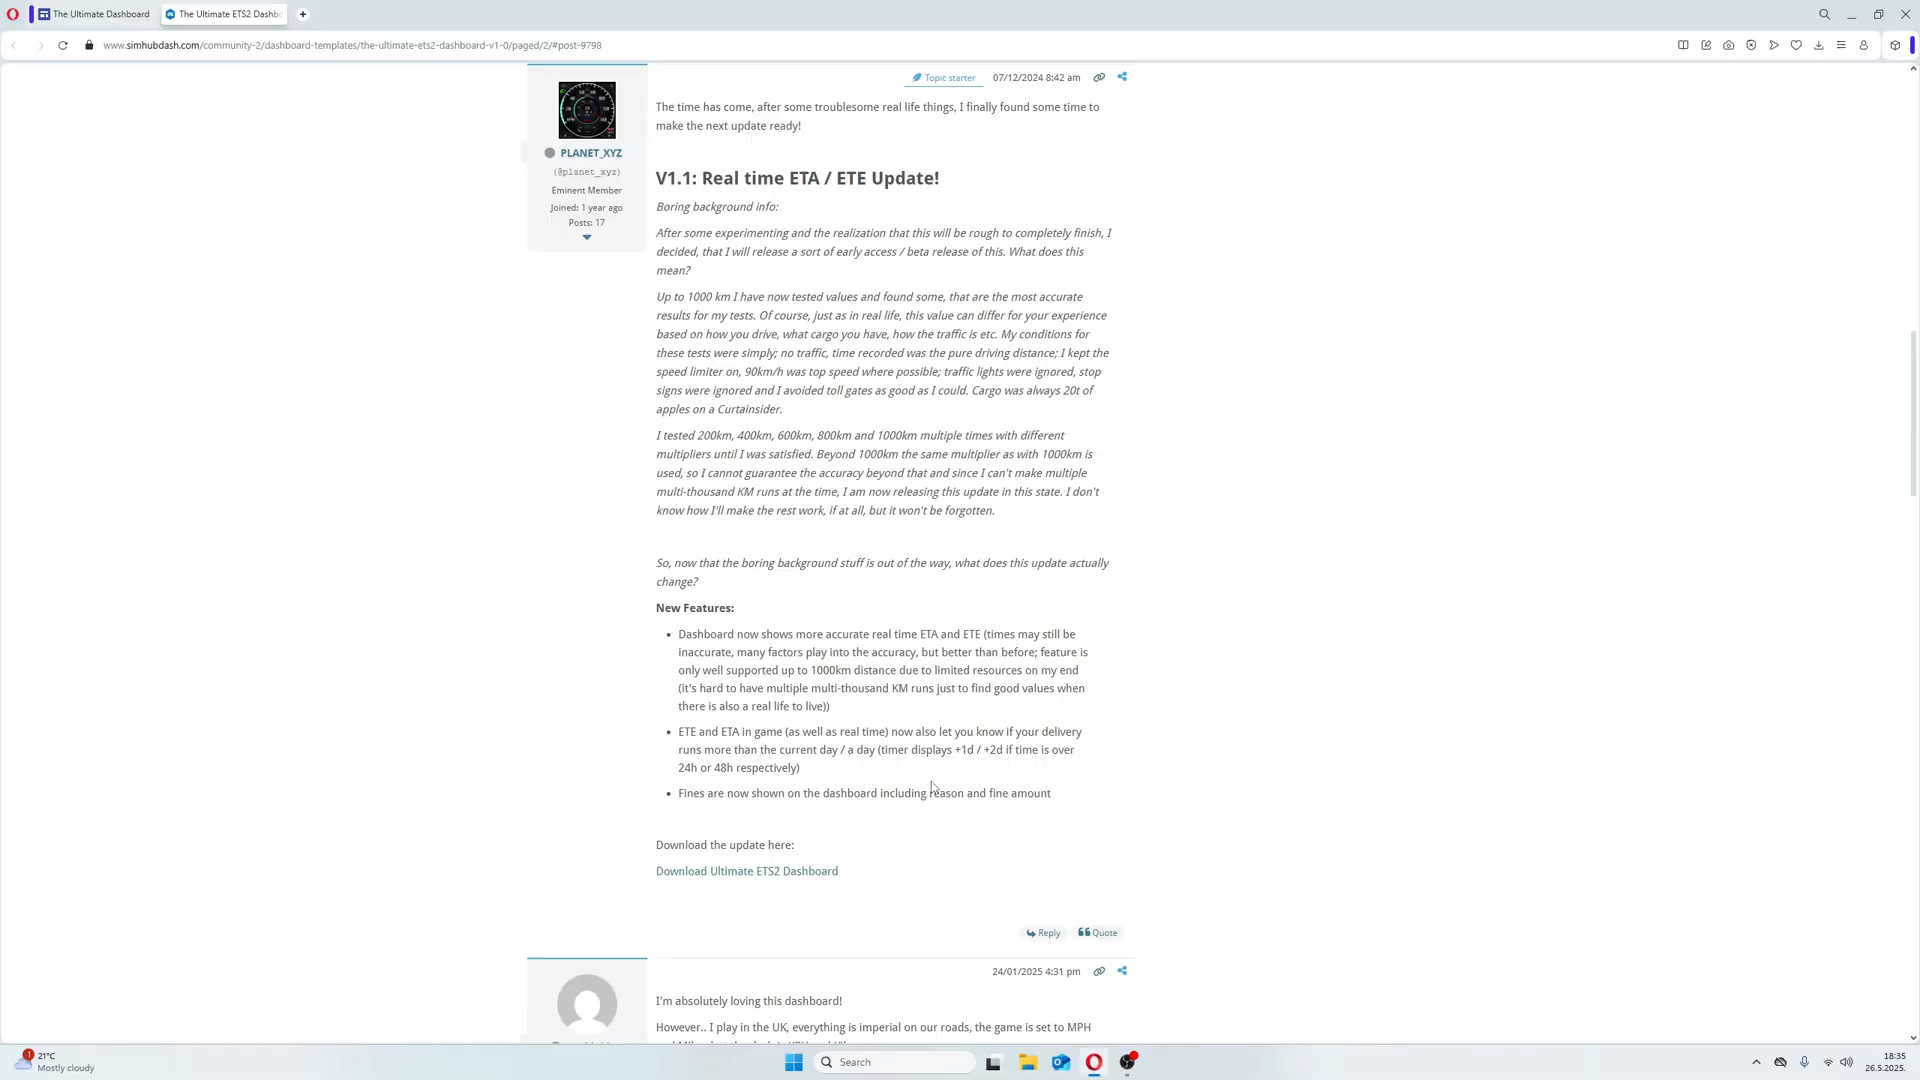 The Ultimate Dashboard
The Ultimate ETS2 Dashb
www.simhubdash.com/community-2/dashboard-templates/the-ultimate-ets2-dashboard-v1-0/paged/2/#post-9798
Topic starter 07/12/2024 8:42 am
PLANET_XYZ
(@planet_xyz)
Eminent Member
Joined: 1 year ago
Posts: 17
The time has come, after some troublesome real life things, I finally found some time to
make the next update ready!
V1.1: Real time ETA / ETE Update!
Boring background info:
After some experimenting and the realization that this will be rough to completely finish, I
decided, that I will release a sort of early access / beta release of this. What does this
mean?
Up to 1000 km I have now tested values and found some, that are the most accurate
results for my tests. Of course, just as in real life, this value can differ for your experience
based on how you drive, what cargo you have, how the traffic is etc. My conditions for
these tests were simply; no traffic, time recorded was the pure driving distance; I kept the
speed limiter on, 90km/h was top speed where possible; traffic lights were ignored, stop
signs were ignored and I avoided toll gates as good as I could. Cargo was always 20t of
apples on a Curtainsider.
I tested 200km, 400km, 600km, 800km and 1000km multiple times with different
multipliers until I was satisfied. Beyond 1000km the same multiplier as with 1000km is
used, so I cannot guarantee the accuracy beyond that and since I can't make multiple
multi-thousand KM runs at the time, I am now releasing this update in this state. I don't
know how I'll make the rest work, if at all, but it won't be forgotten.
So, now that the boring background stuff is out of the way, what does this update actually
change?
New Features:
Dashboard now shows more accurate real time ETA and ETE (times may still be
inaccurate, many factors play into the accuracy, but better than before; feature is
only well supported up to 1000km distance due to limited resources on my end
(it's hard to have multiple multi-thousand KM runs just to find good values when
there is also a real life to live))
ETE and ETA in game (as well as real time) now also let you know if your delivery
runs more than the current day / a day (timer displays +1d / +2d if time is over
24h or 48h respectively)
Fines are now shown on the dashboard including reason and fine amount
Download the update here:
Download Ultimate ETS2 Dashboard
Reply Quote
24/01/2025 4:31 pm
I'm absolutely loving this dashboard!
However.. I play in the UK, everything is imperial on our roads, the game is set to MPH
1
21°C
Mostly cloudy
Search
18:35
26.5.2025.